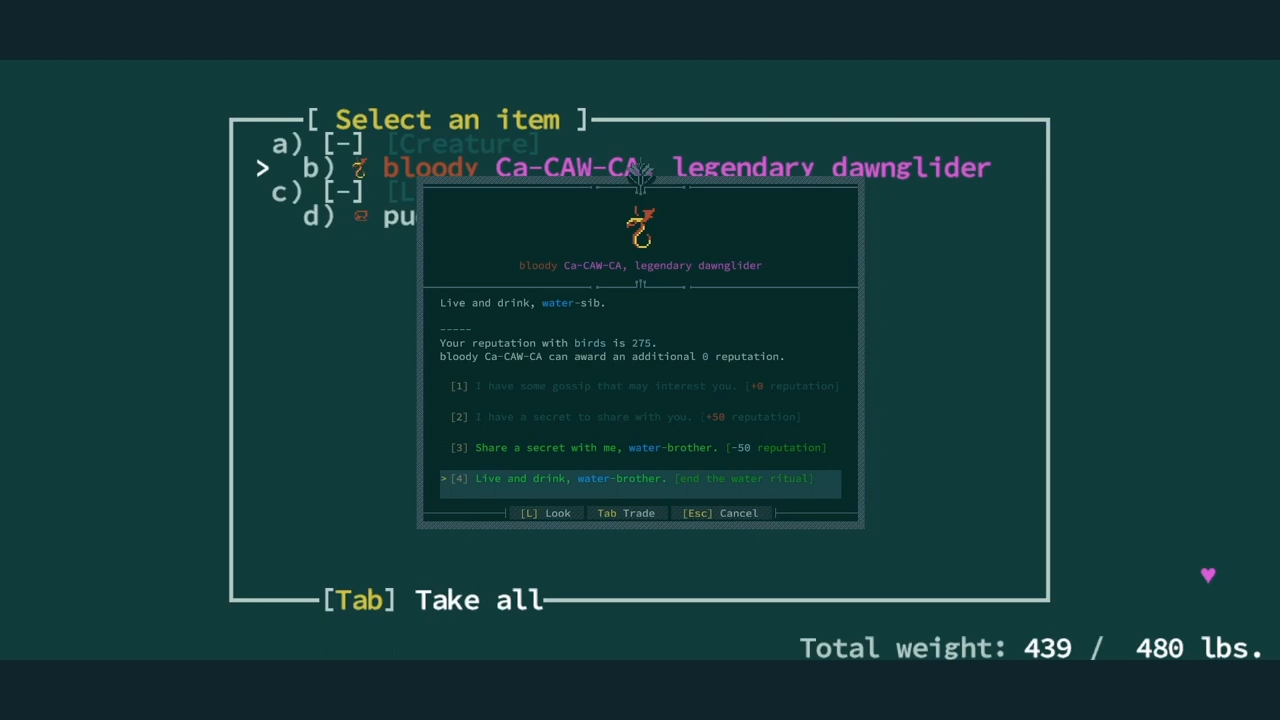 [ Select an item ]
a) [-] [Creature]
> b) bloody Ca-CAW-CA, legendary dawnglider
c) [-] [L
d) pu
bloody Ca-CAW-CA, legendary dawnglider
Live and drink, water-sib.
-----
Your reputation with birds is 275.
bloody Ca-CAW-CA can award an additional 0 reputation.
[1] I have some gossip that may interest you. [+0 reputation]
[2] I have a secret to share with you. [+50 reputation]
[3] Share a secret with me, water-brother. [-50 reputation]
>[4] Live and drink, water-brother. [end the water ritual]
[L] Look Tab Trade [Esc] Cancel
[Tab] Take all
♥
Total weight: 439 / 480 lbs.